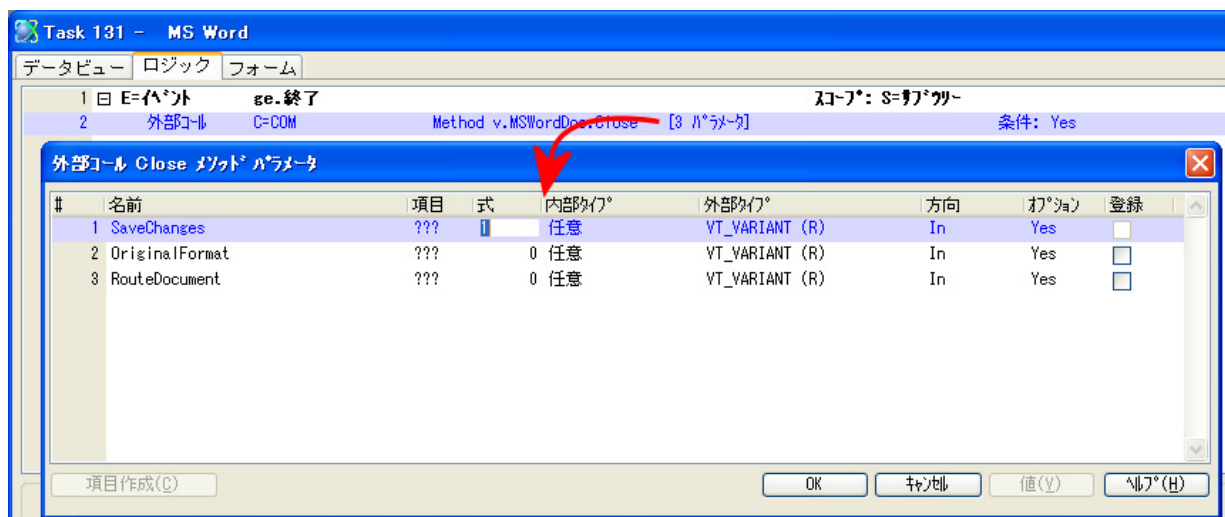 Task 131 - MS Word
データビュー ロジック フォーム
1 E=ｲﾍﾞﾝﾄ ge.終了 ｽｺｰﾌﾟ: S=ｻﾌﾞﾂﾘｰ
2 外部ｺｰﾙ C=COM Method v.MSWordDoc.Close [3 ﾊﾟﾗﾒｰﾀ] 条件: Yes
外部ｺｰﾙ Close ﾒｿｯﾄﾞ ﾊﾟﾗﾒｰﾀ
# 名前 項目 式 内部ﾀｲﾌﾟ 外部ﾀｲﾌﾟ 方向 ｵﾌﾟｼｮﾝ 登録
1 SaveChanges ??? 任意 VT_VARIANT (R) In Yes
2 OriginalFormat ??? 0 任意 VT_VARIANT (R) In Yes
3 RouteDocument ??? 0 任意 VT_VARIANT (R) In Yes
項目作成(C) OK ｷｬﾝｾﾙ 値(V) ﾍﾙﾌﾟ(H)